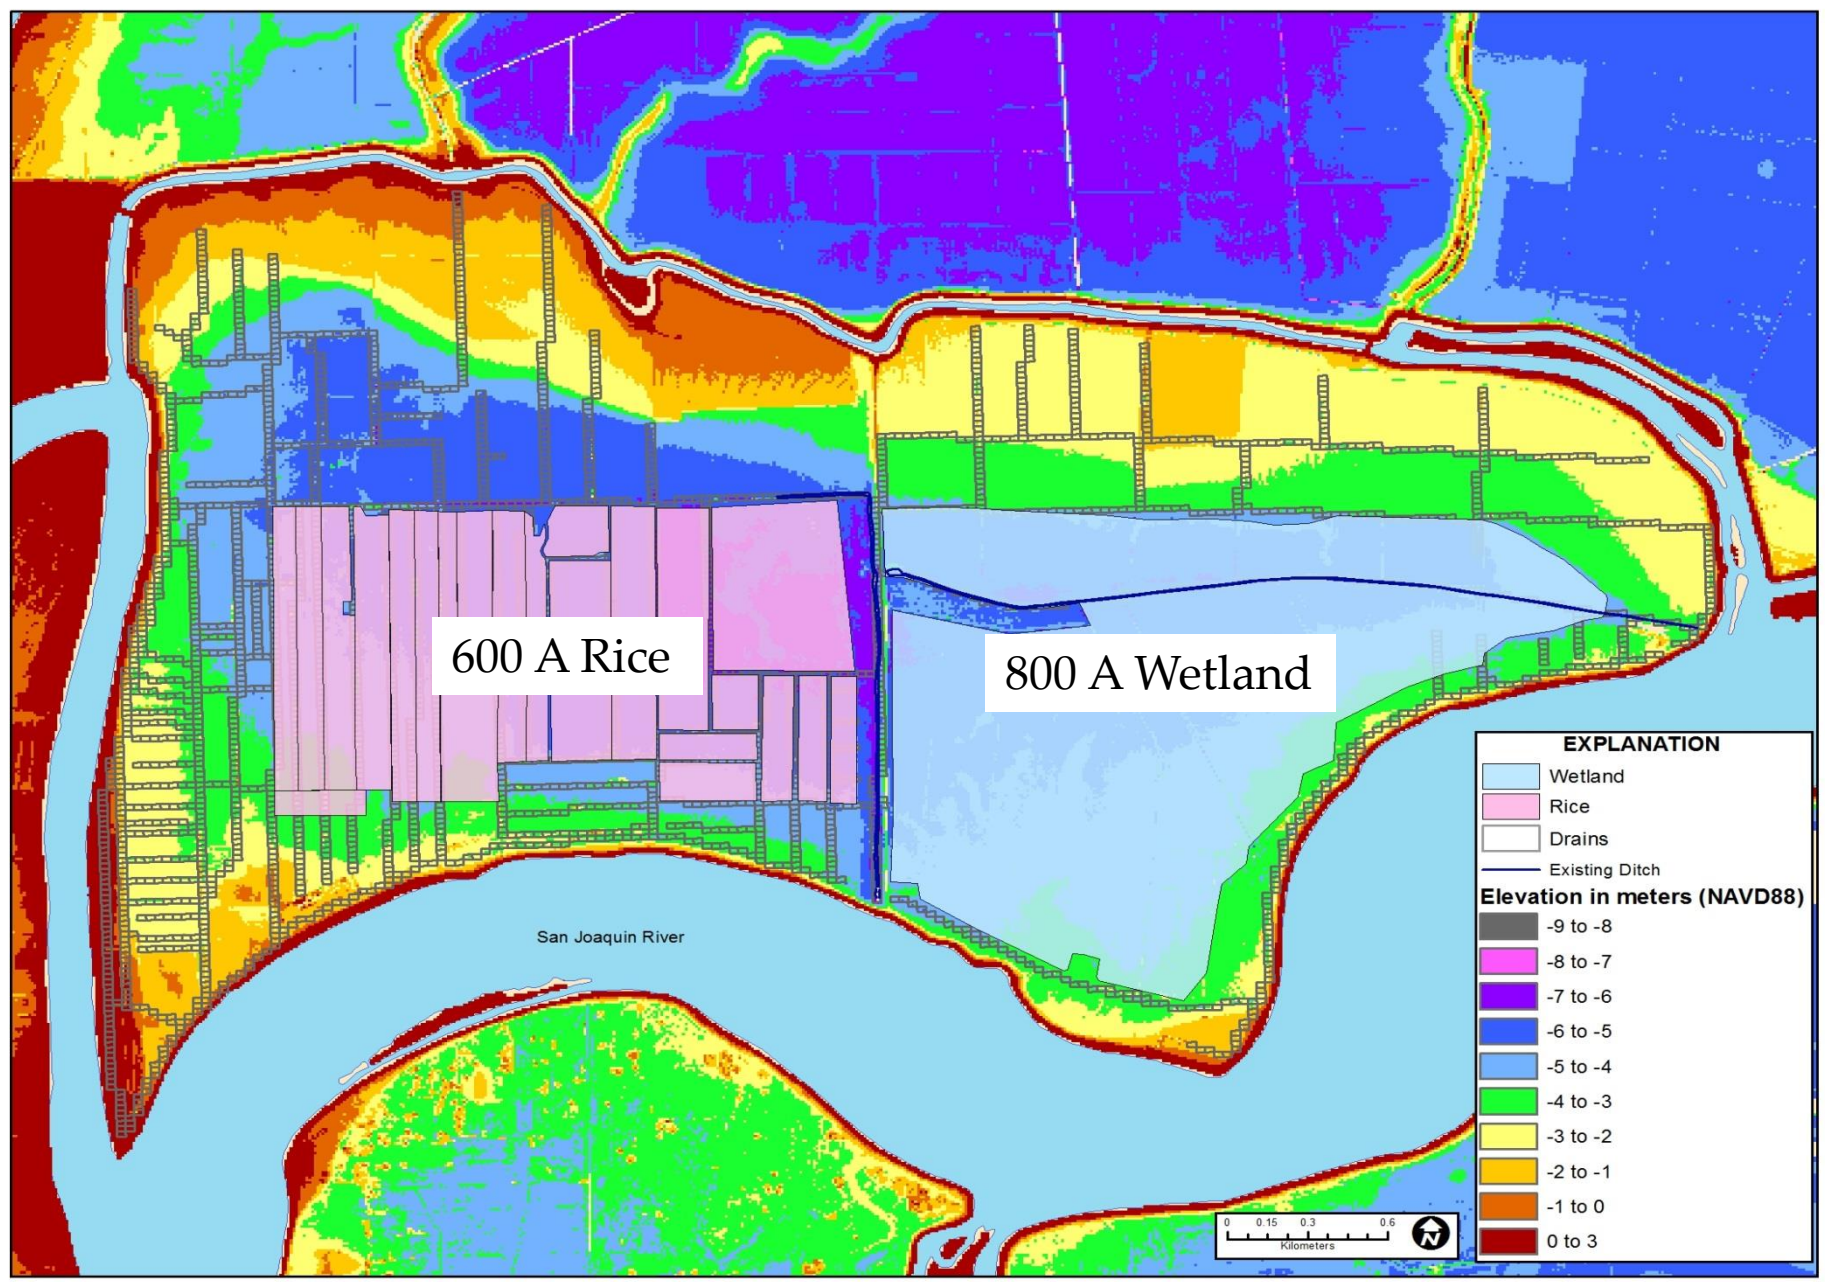 600 A Rice
800 A Wetland
San Joaquin River
EXPLANATION
Wetland
Rice
Drains
Existing Ditch
Elevation in meters (NAVD88)
-9 to -8
-8 to -7
-7 to -6
-6 to -5
-5 to -4
-4 to -3
-3 to -2
-2 to -1
-1 to 0
0 to 3
0 0.15 0.3 0.6
Kilometers
N